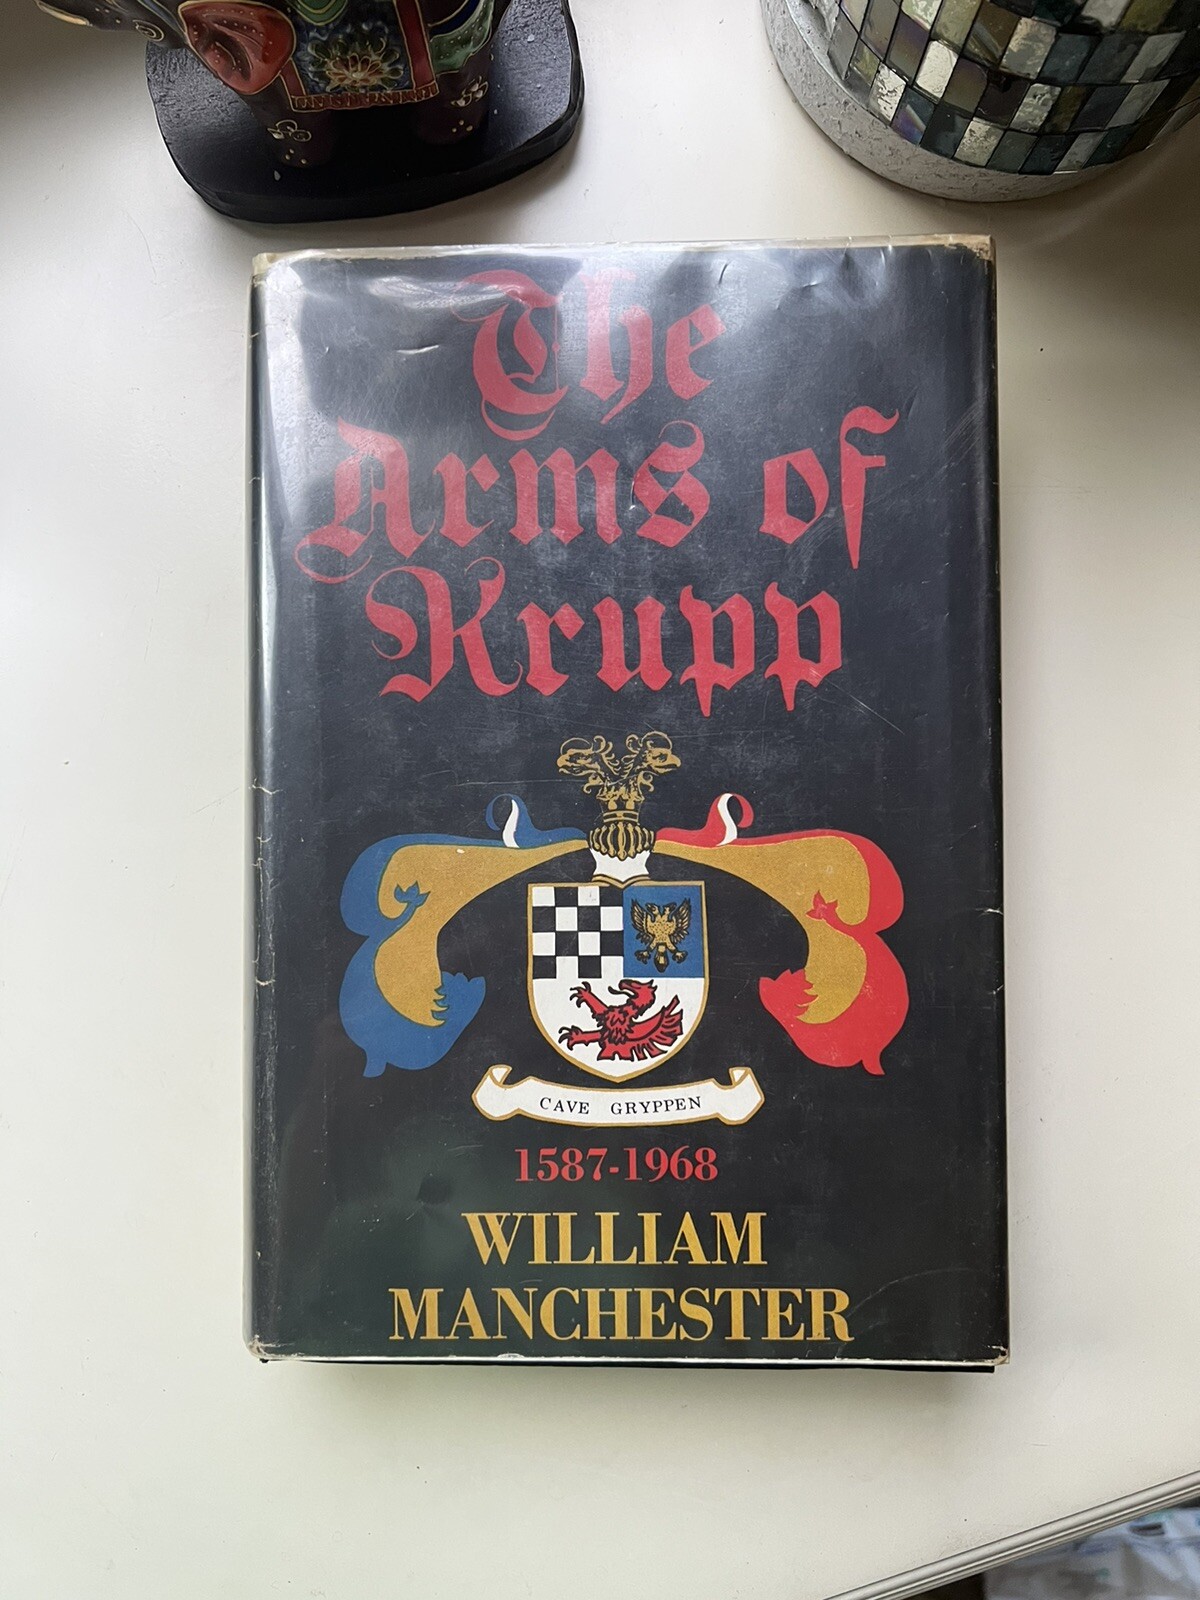 The
Arms of
Krupp
CAVE GRYPPEN
1587-1968
WILLIAM
MANCHESTER